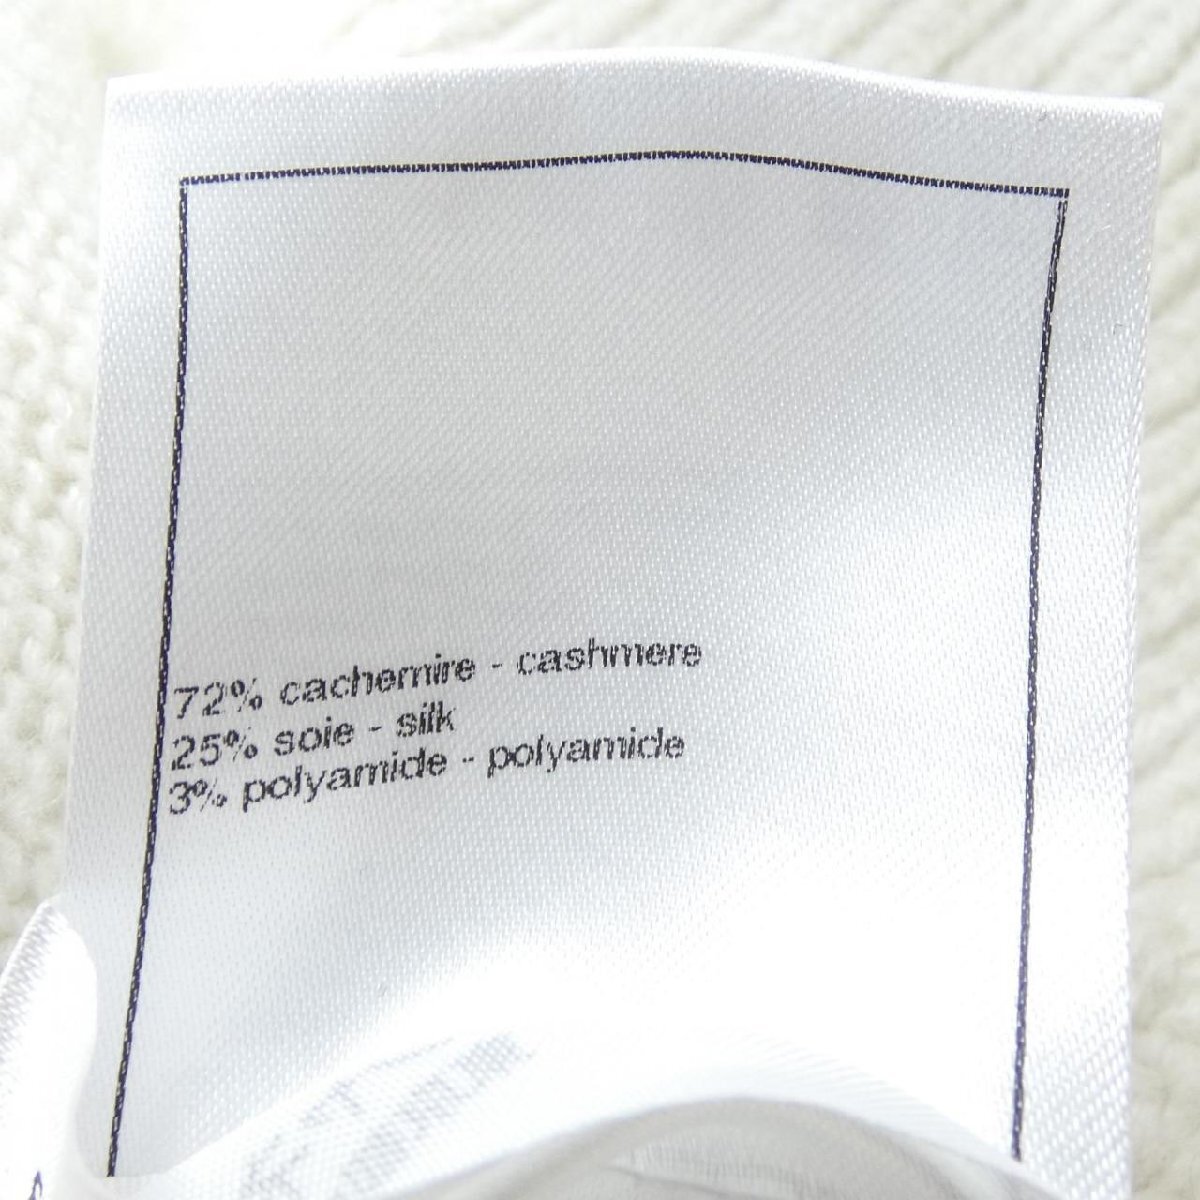 72% cachemire - cashmere
25% soie - silk
3% polyamide - polyamide